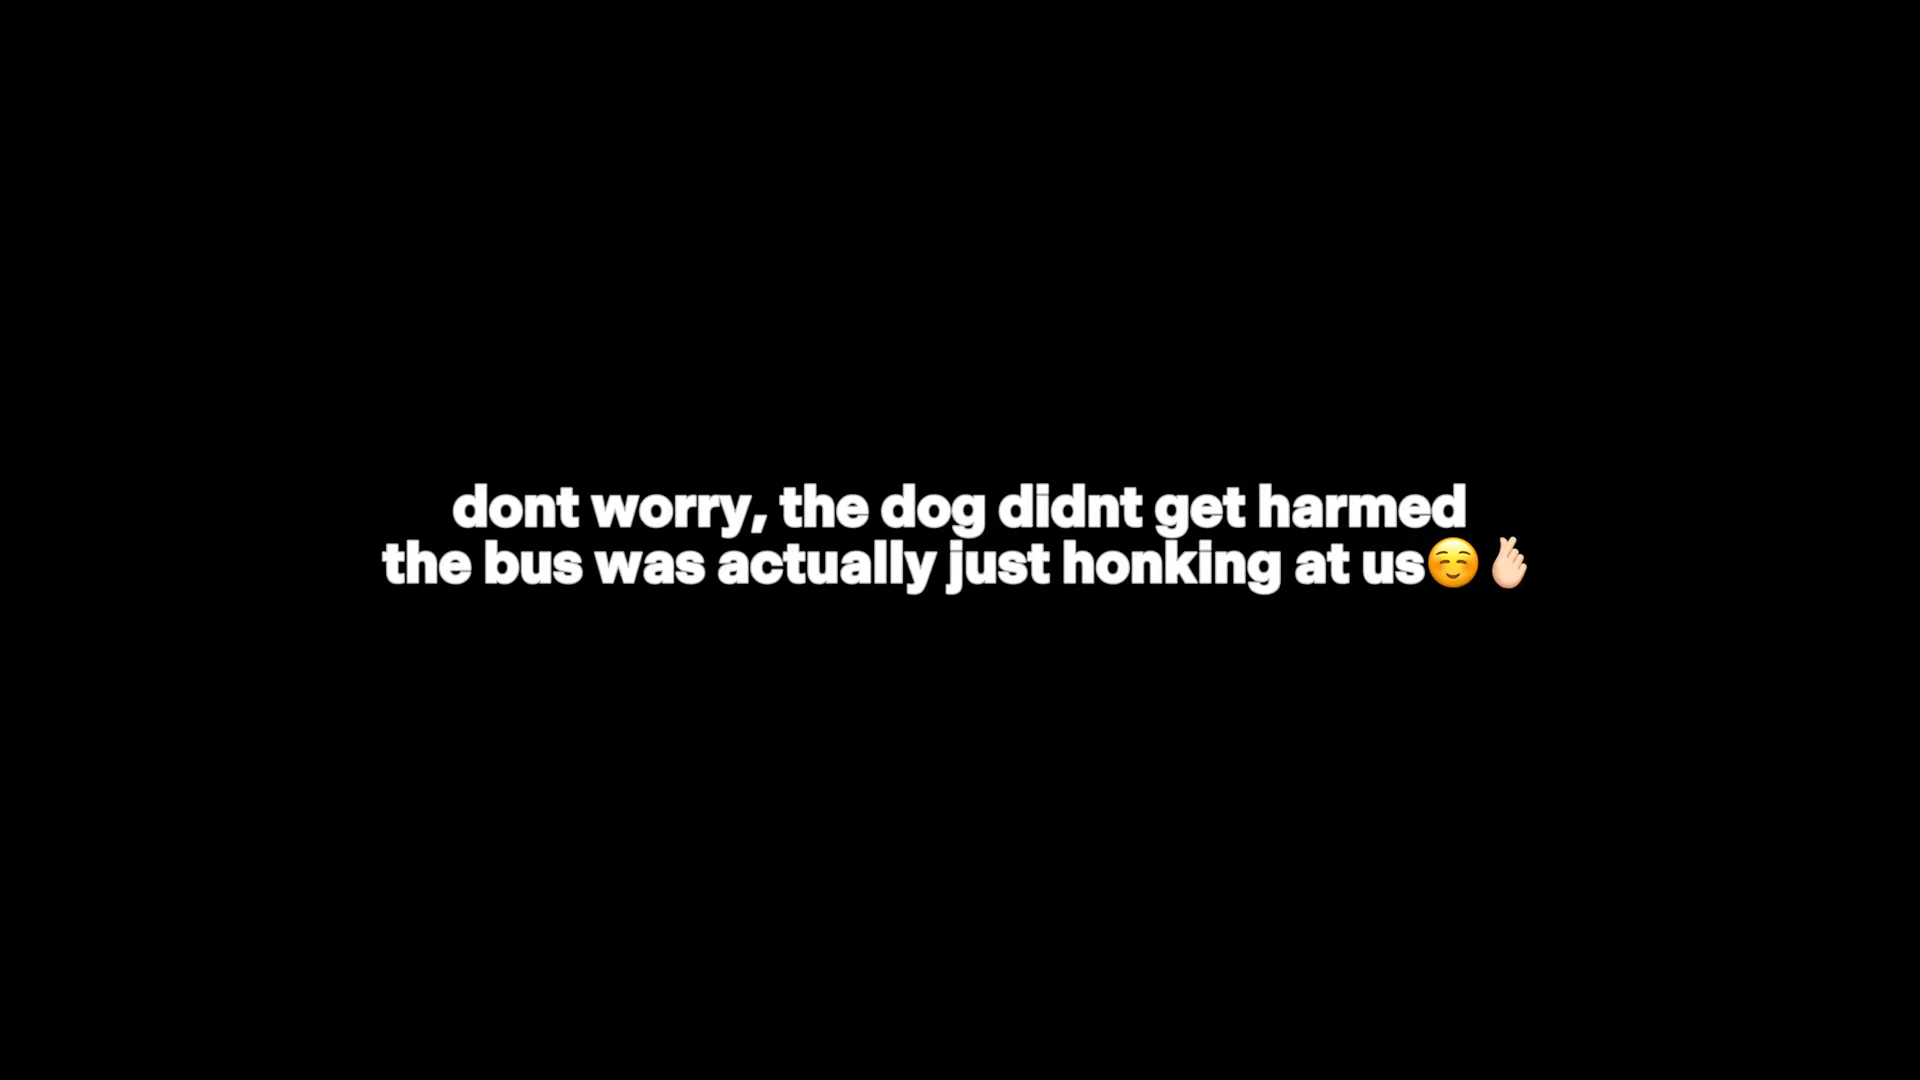 dont worry, the dog didnt get harmed
the bus was actually just honking at us☺️🫰🏻